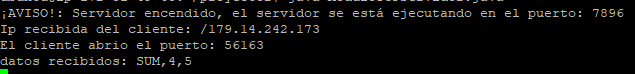 ¡AVISO!: Servidor encendido, el servidor se está ejecutando en el puerto: 7896
Ip recibida del cliente: /179.14.242.173
El cliente abrio el puerto: 56163
datos recibidos: SUM,4,5